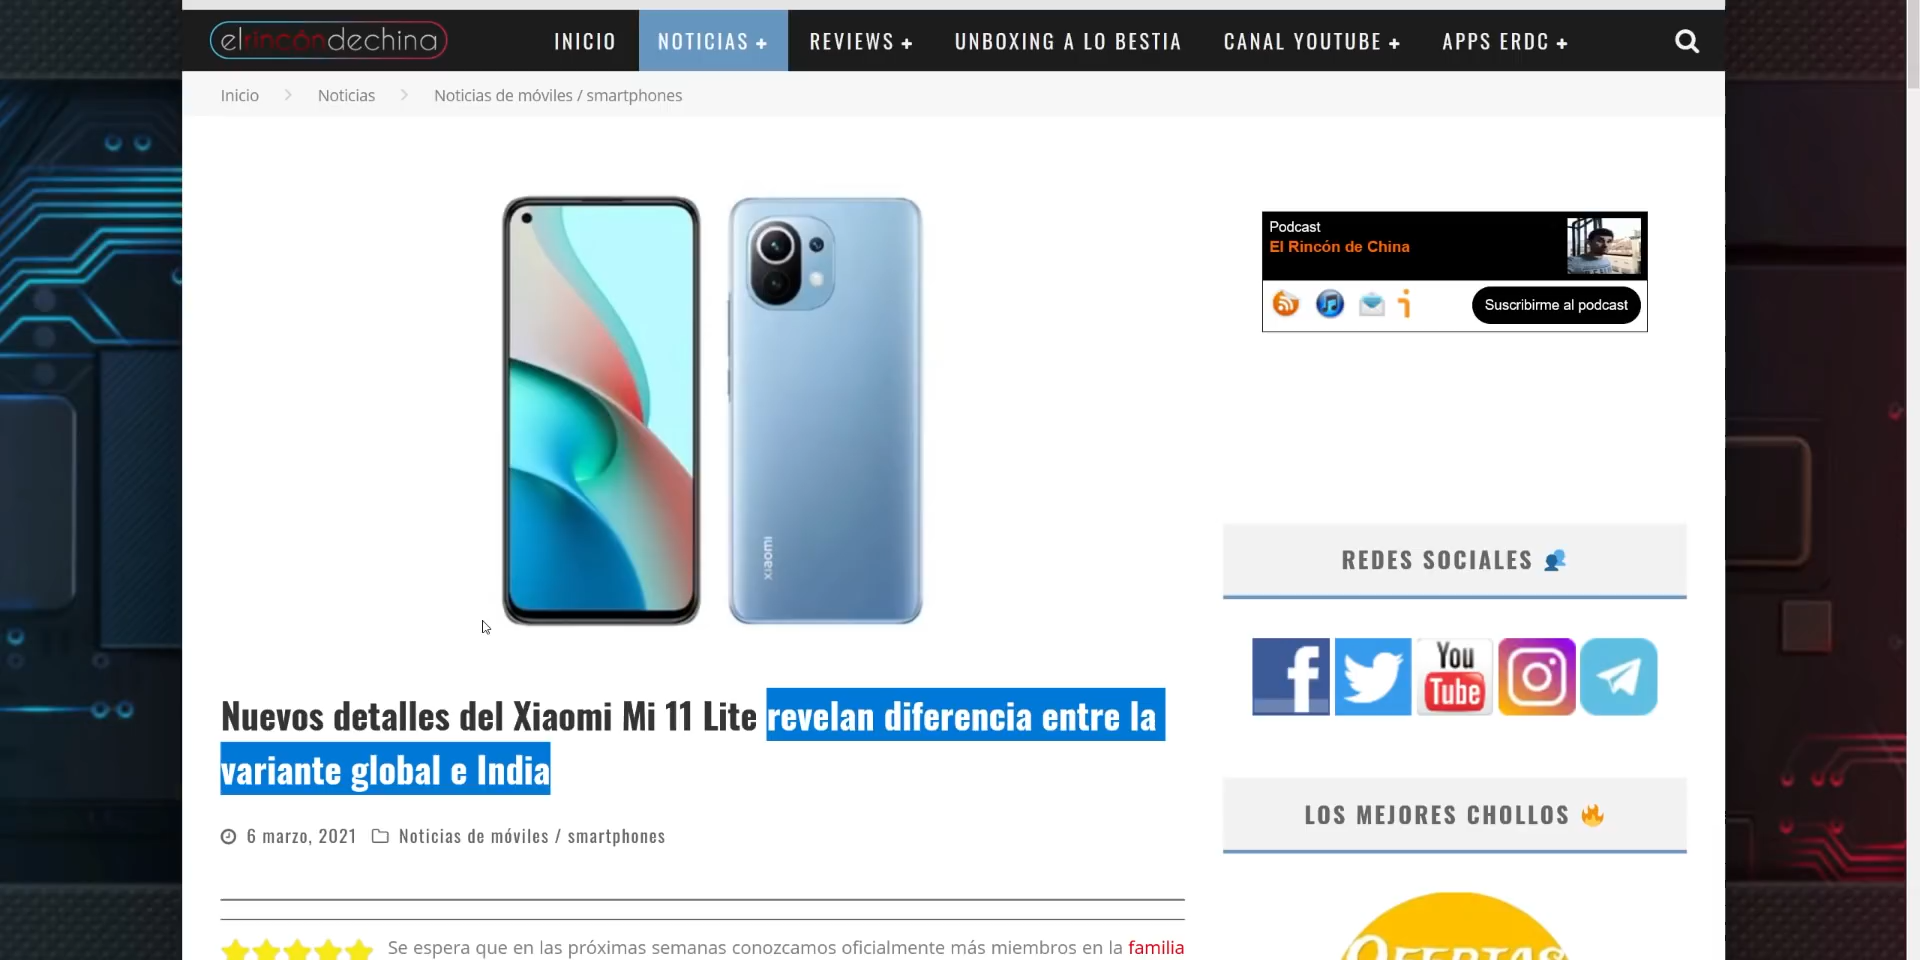 elrincóndechina
INICIO
NOTICIAS +
REVIEWS +
UNBOXING A LO BESTIA
CANAL YOUTUBE +
APPS ERDC +
Inicio
Noticias
Noticias de móviles / smartphones
xiaomi
Podcast
El Rincón de China
Suscribirme al podcast
REDES SOCIALES
You
Tube
Nuevos detalles del Xiaomi Mi 11 Lite revelan diferencia entre la
variante global e India
6 marzo, 2021
Noticias de móviles / smartphones
LOS MEJORES CHOLLOS
OFERTAS
Se espera que en las próximas semanas conozcamos oficialmente más miembros en la familia